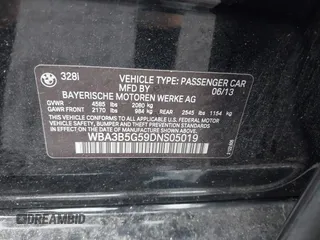 328i
VEHICLE TYPE: PASSENGER CAR
MFD BY 06/13
BAYERISCHE MOTOREN WERKE AG
GVWR 4585 lbs 2080 kg
GAWR FRONT 2170 lbs 984 kg REAR 2545 lbs 1154 kg
THIS VEHICLE CONFORMS TO ALL APPLICABLE FEDERAL MOTOR VEHICLE SAFETY, BUMPER, AND THEFT PREVENTION STANDARDS IN EFFECT ON THE DATE OF MANUFACTURE SHOWN ABOVE.
WBA3B5G59DNS05019
DREAMBID